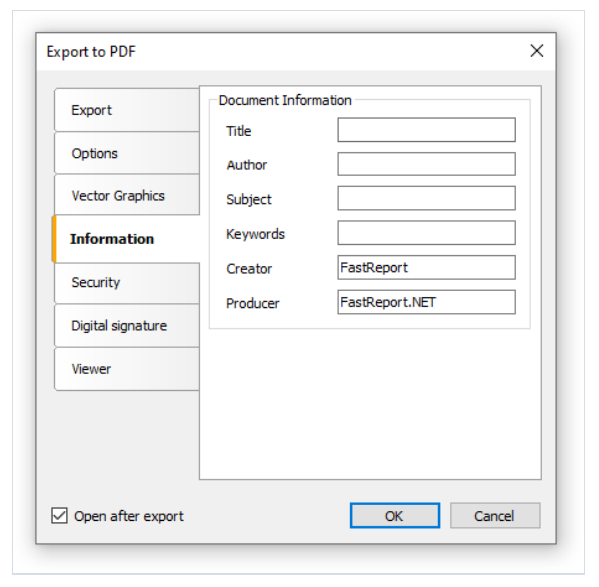 Export to PDF
Export
Options
Vector Graphics
Information
Security
Digital signature
Viewer
Document Information
Title
Author
Subject
Keywords
Creator FastReport
Producer FastReport.NET
Open after export
OK Cancel